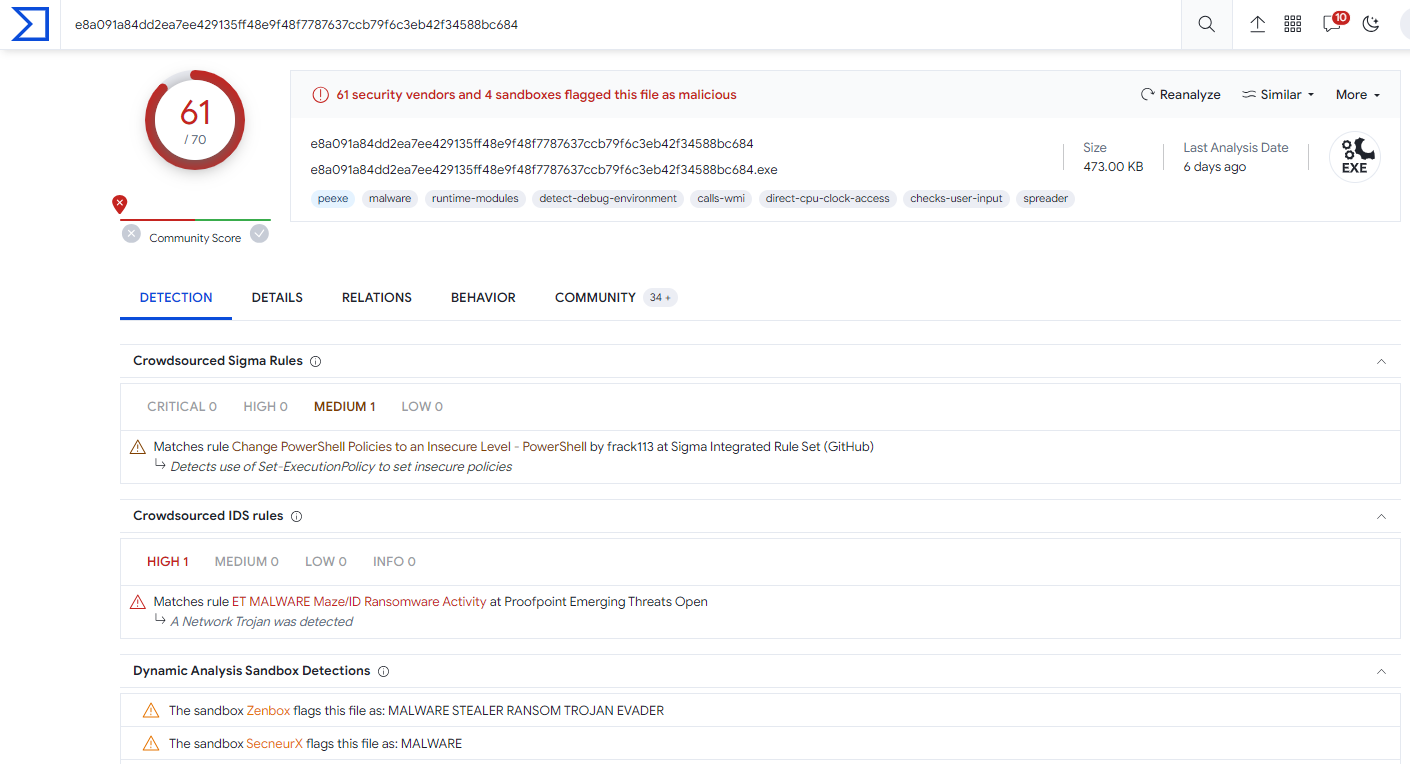 e8a091a84dd2ea7ee429135ff48e9f48f7787637ccb79f6c3eb42f34588bc684
10
61
/ 70
Community Score
61 security vendors and 4 sandboxes flagged this file as malicious
Reanalyze
Similar
More
e8a091a84dd2ea7ee429135ff48e9f48f7787637ccb79f6c3eb42f34588bc684
e8a091a84dd2ea7ee429135ff48e9f48f7787637ccb79f6c3eb42f34588bc684.exe
peexe malware runtime-modules detect-debug-environment calls-wmi direct-cpu-clock-access checks-user-input spreader
Size
473.00 KB
Last Analysis Date
6 days ago
EXE
DETECTION DETAILS RELATIONS BEHAVIOR COMMUNITY 34 +
Crowdsourced Sigma Rules
CRITICAL 0 HIGH 0 MEDIUM 1 LOW 0
Matches rule Change PowerShell Policies to an Insecure Level - PowerShell by frack113 at Sigma Integrated Rule Set (GitHub)
Detects use of Set-ExecutionPolicy to set insecure policies
Crowdsourced IDS rules
HIGH 1 MEDIUM 0 LOW 0 INFO 0
Matches rule ET MALWARE Maze/ID Ransomware Activity at Proofpoint Emerging Threats Open
A Network Trojan was detected
Dynamic Analysis Sandbox Detections
The sandbox Zenbox flags this file as: MALWARE STEALER RANSOM TROJAN EVADER
The sandbox SecneurX flags this file as: MALWARE